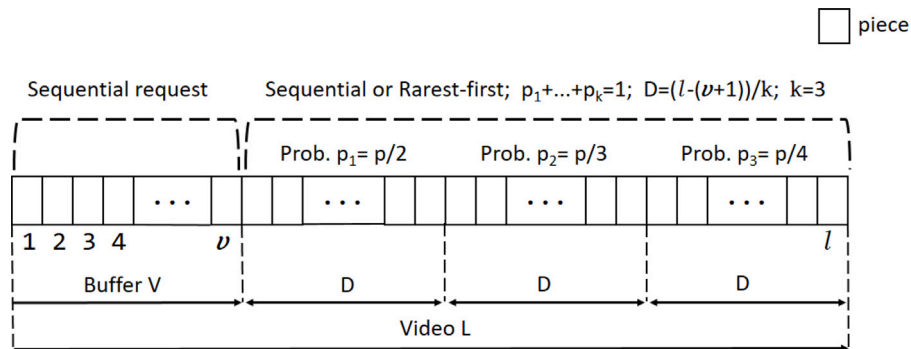 piece
Sequential request
Sequential or Rarest-first; p₁+...+pₖ=1; D=(l-(v+1))/k; k=3
Prob. p₁= p/2
Prob. p₂= p/3
Prob. p₃= p/4
... ... ... ...
1 2 3 4 v l
Buffer V
D
D
D
Video L